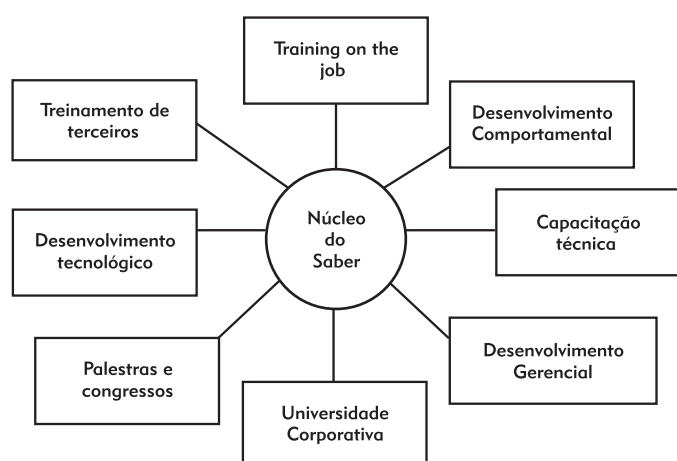 Training on the
job
Treinamento de
terceiros
Desenvolvimento
Comportamental
Núcleo
do
Saber
Capacitação
técnica
Desenvolvimento
tecnológico
Desenvolvimento
Gerencial
Palestras e
congressos
Universidade
Corporativa